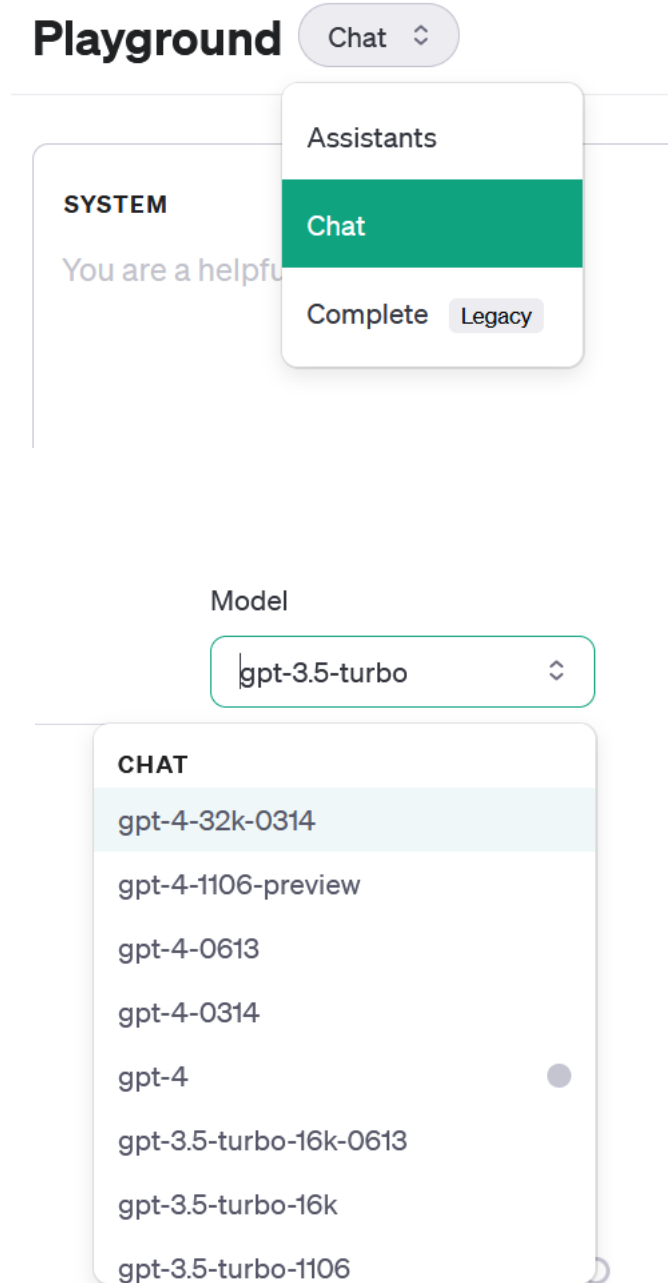 Playground Chat
Assistants
SYSTEM
Chat
You are a helpfu
Complete Legacy
Model
gpt-3.5-turbo
CHAT
gpt-4-32k-0314
gpt-4-1106-preview
gpt-4-0613
gpt-4-0314
gpt-4
gpt-3.5-turbo-16k-0613
gpt-3.5-turbo-16k
gpt-3.5-turbo-1106